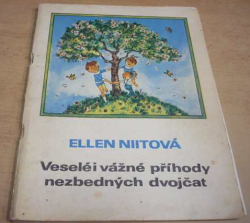 ELLEN NIITOVÁ
Veselé i vážné příhody
nezbedných dvojčat